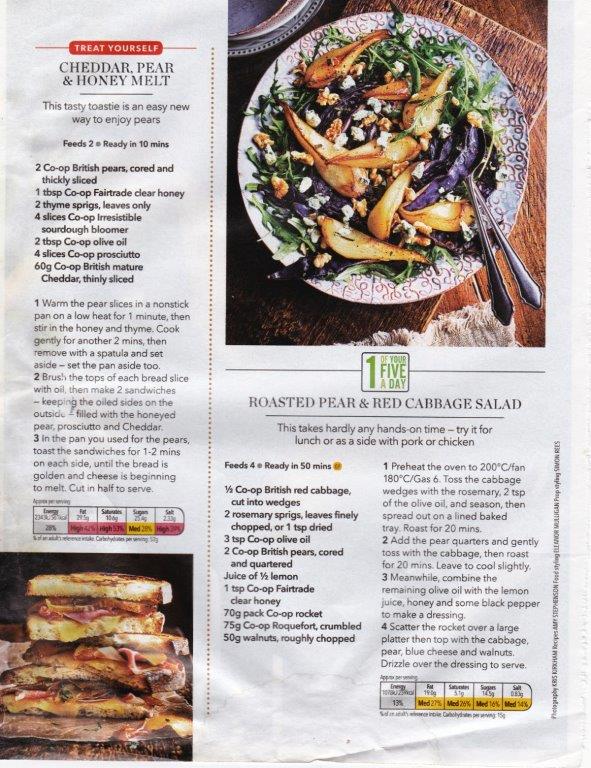 TREAT YOURSELF
CHEDDAR, PEAR
& HONEY MELT
This tasty toastie is an easy new
way to enjoy pears
Feeds 2 • Ready in 10 mins
2 Co-op British pears, cored and
thickly sliced
1 tbsp Co-op Fairtrade clear honey
2 thyme sprigs, leaves only
4 slices Co-op Irresistible
sourdough bloomer
2 tbsp Co-op olive oil
4 slices Co-op prosciutto
60g Co-op British mature
Cheddar, thinly sliced
1 Warm the pear slices in a nonstick
pan on a low heat for 1 minute, then
stir in the honey and thyme. Cook
gently for another 2 mins, then
remove with a spatula and set
aside – set the pan aside too.
2 Brush the tops of each bread slice
with oil, then make 2 sandwiches
– keeping the oiled sides on the
outside – filled with the honeyed
pear, prosciutto and Cheddar.
3 In the pan you used for the pears,
toast the sandwiches for 1-2 mins
on each side, until the bread is
golden and cheese is beginning
to melt. Cut in half to serve.
Approx per serving
Energy Fat Saturates Sugars Salt
28% High 42% High 53% Med 28% High
% of an adult's reference intake. Carbohydrates per serving:
1 OF YOUR FIVE A DAY
ROASTED PEAR & RED CABBAGE SALAD
This takes hardly any hands-on time – try it for
lunch or as a side with pork or chicken
Feeds 4 • Ready in 50 mins
½ Co-op British red cabbage,
cut into wedges
2 rosemary sprigs, leaves finely
chopped, or 1 tsp dried
3 tsp Co-op olive oil
2 Co-op British pears, cored
and quartered
Juice of ½ lemon
1 tsp Co-op Fairtrade
clear honey
70g pack Co-op rocket
75g Co-op Roquefort, crumbled
50g walnuts, roughly chopped
1 Preheat the oven to 200°C/fan
180°C/Gas 6. Toss the cabbage
wedges with the rosemary, 2 tsp
of the olive oil, and season, then
spread out on a lined baked
tray. Roast for 20 mins.
2 Add the pear quarters and gently
toss with the cabbage, then roast
for 20 mins. Leave to cool slightly.
3 Meanwhile, combine the
remaining olive oil with the lemon
juice, honey and some black pepper
to make a dressing.
4 Scatter the rocket over a large
platter then top with the cabbage,
pear, blue cheese and walnuts.
Drizzle over the dressing to serve.
Approx per serving
Energy Fat Saturates Sugars Salt
19.0g 5.1g 14.5g
13% Med 27% Med 26% Med 16% Med 14%
% of an adult's reference intake. Carbohydrates per serving: 15g
Photography KRIS KIRKHAM Recipes AMY STEPHENSON Food styling ELEANOR MULLIGAN Prop styling SIMON REES